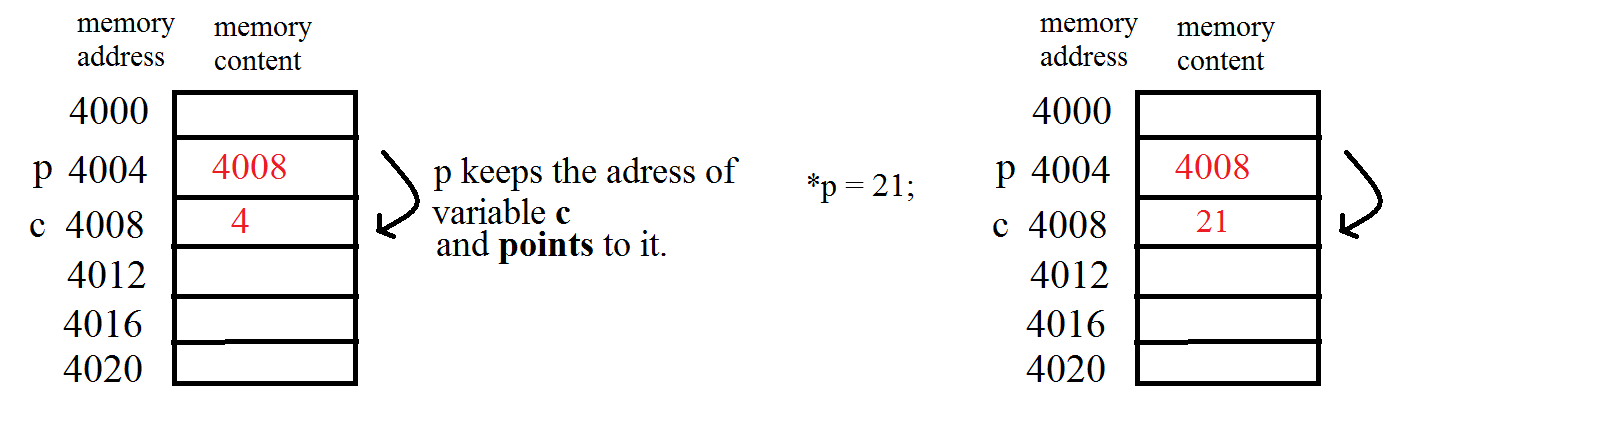 memory memory
address content
4000
p 4004 4008
c 4008 4
4012
4016
4020
p keeps the adress of
variable c
and points to it.
*p = 21;
memory memory
address content
4000
p 4004 4008
c 4008 21
4012
4016
4020